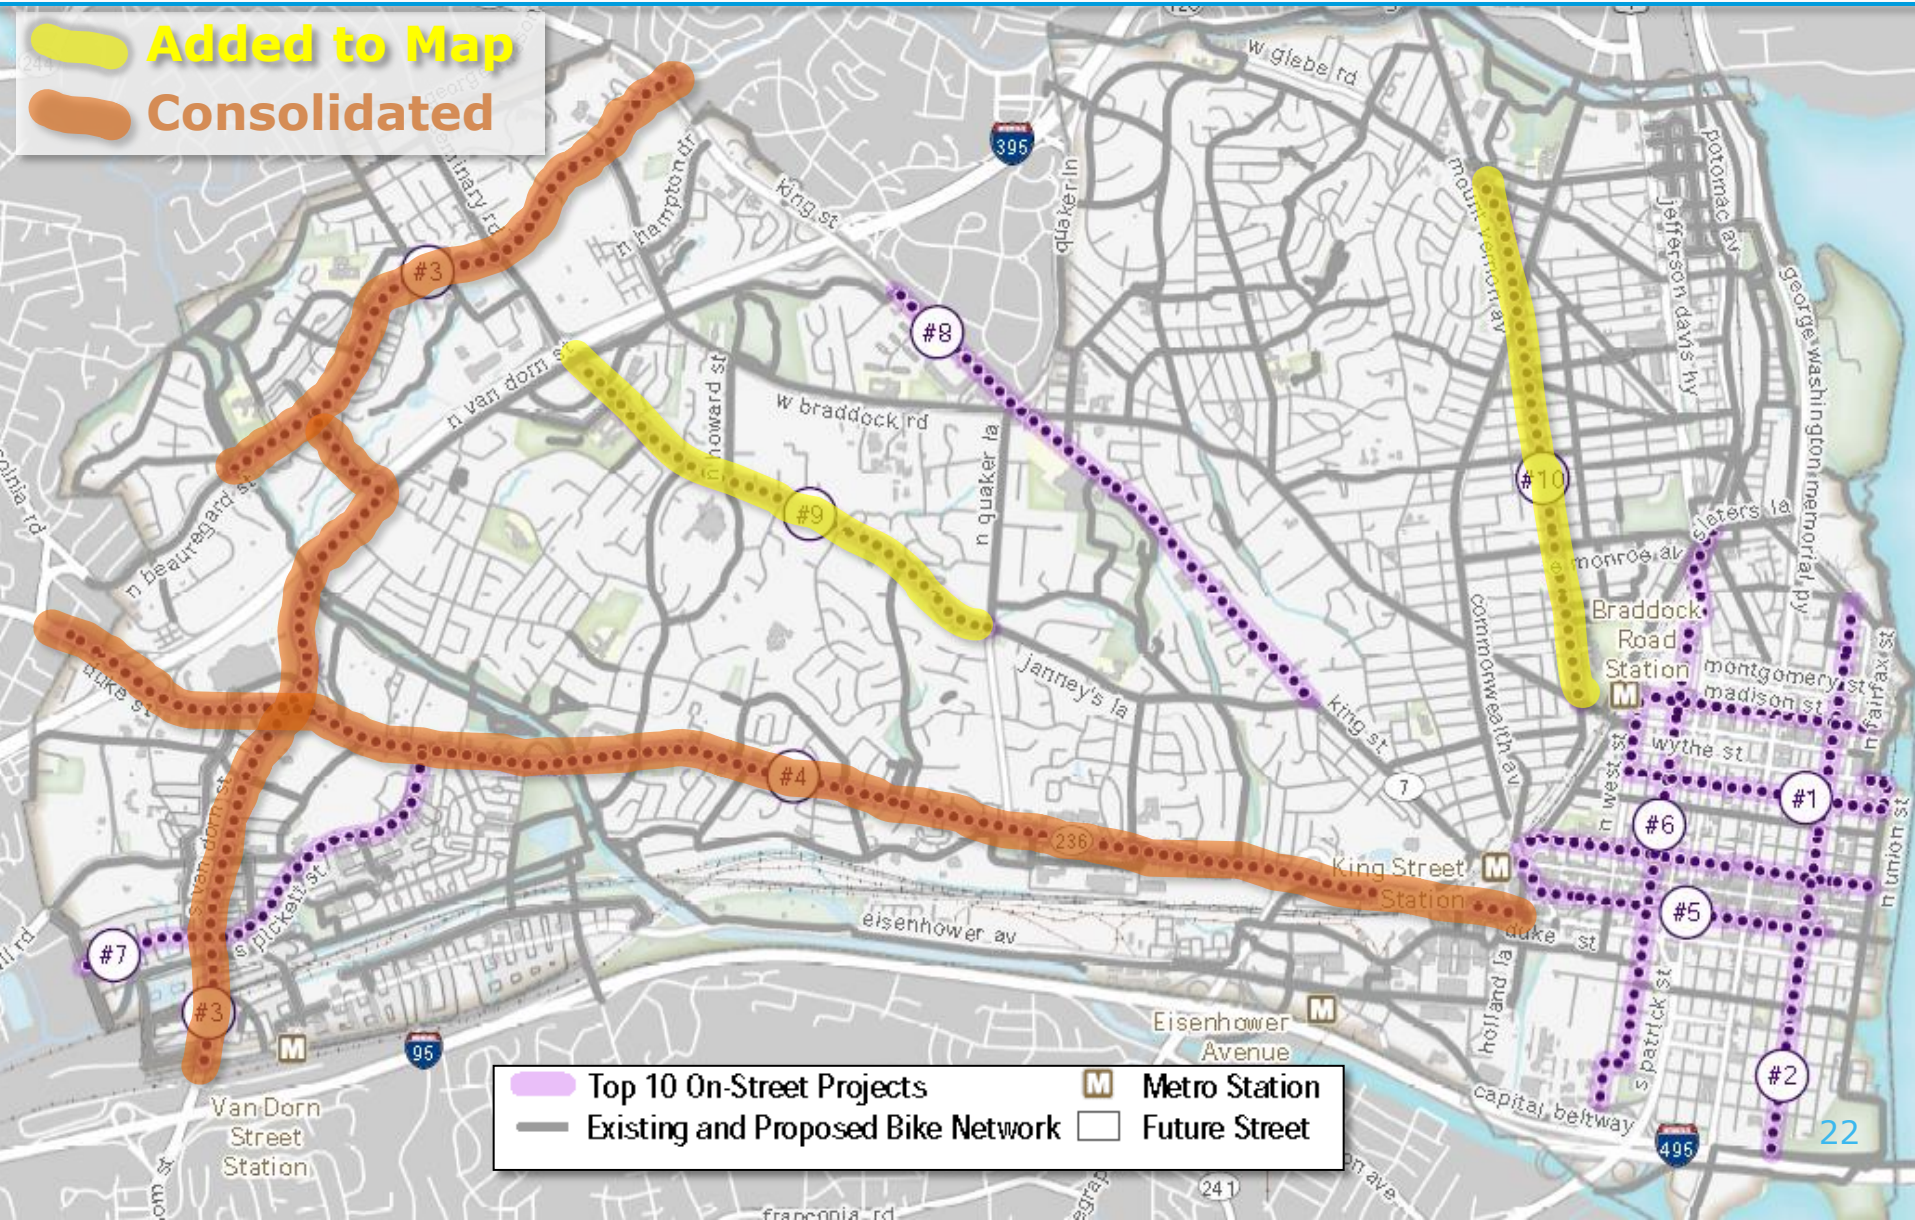 Added to Map
Consolidated
w glebe rd
395
king st
n hampton dr
quaker ln
mount vernon av
potomac av
jefferson davis hy
george washington memorial py
#3
#8
n van dorn st
n howard st
w braddock rd
n quaker la
#9
#10
n beauregard st
slaters la
e monroe av
Braddock
Road
Station
M
montgomery st
madison st
n fairfax st
commonwealth av
janney's la
king st
duke st
wythe st
n west st
7
#4
#1
#6
236
King Street
Station
M
n union st
s van dorn st
s pickett st
#5
eisenhower av
duke st
holland la
#7
#3
M
95
Eisenhower
Avenue
M
s patrick st
#2
capital beltway
495
22
Van Dorn
Street
Station
Top 10 On-Street Projects
M Metro Station
Existing and Proposed Bike Network
Future Street
241
franconia rd